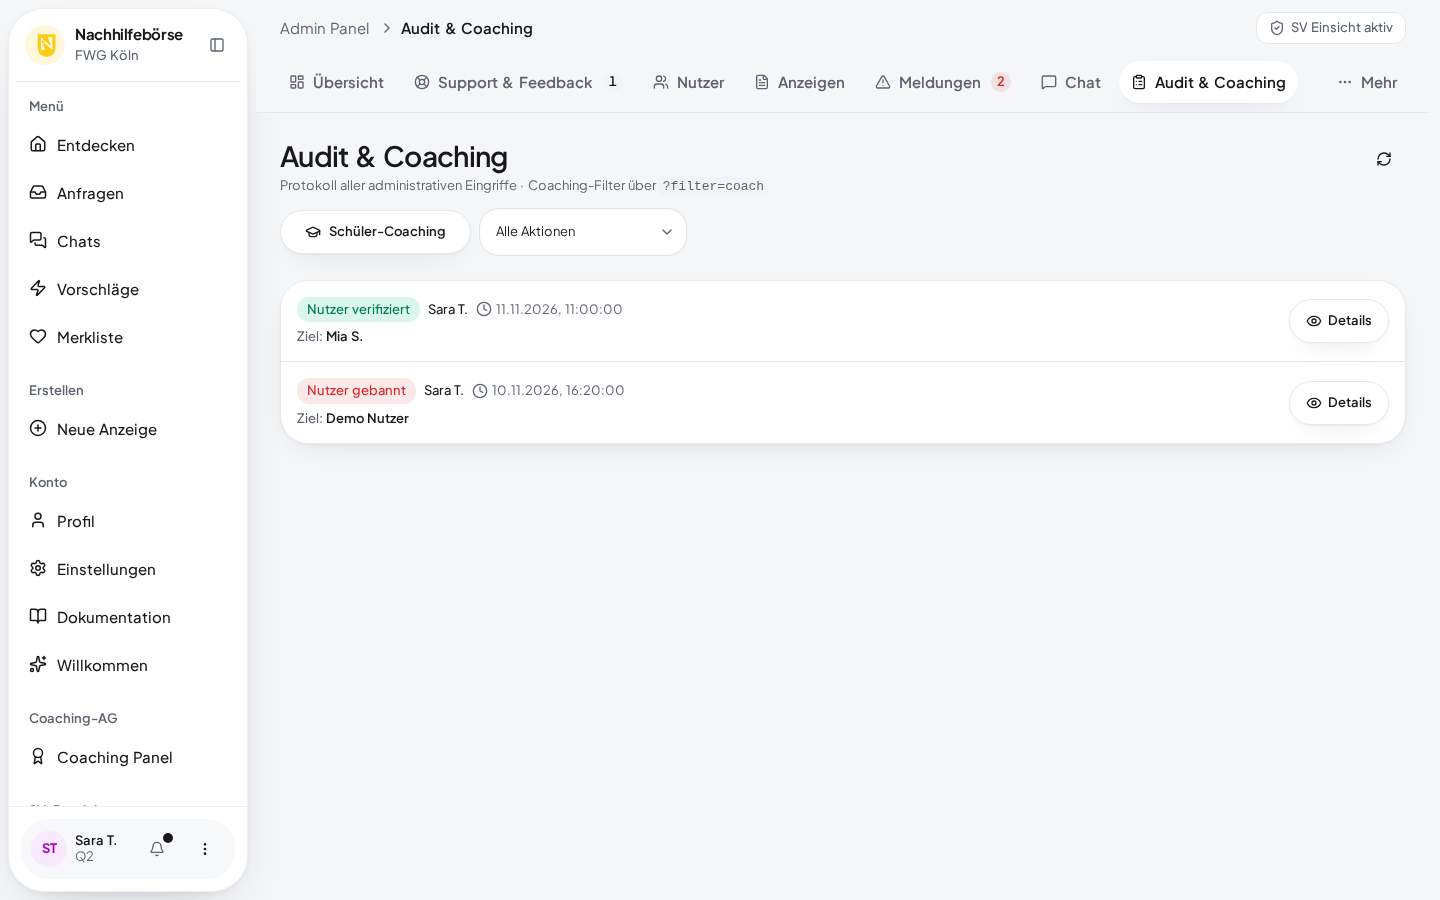 Nachhilfebörse
FWG Köln
Menü
Entdecken
Anfragen
Chats
Vorschläge
Merkliste
Erstellen
Neue Anzeige
Konto
Profil
Einstellungen
Dokumentation
Willkommen
Coaching-AG
Coaching Panel
ST
Sara T.
Q2
Admin Panel
Audit & Coaching
SV Einsicht aktiv
Übersicht
Support & Feedback 1
Nutzer
Anzeigen
Meldungen 2
Chat
Audit & Coaching
Mehr
Audit & Coaching
Protokoll aller administrativen Eingriffe · Coaching-Filter über ?filter=coach
Schüler-Coaching
Alle Aktionen
Nutzer verifiziert Sara T. 11.11.2026, 11:00:00
Ziel: Mia S.
Details
Nutzer gebannt Sara T. 10.11.2026, 16:20:00
Ziel: Demo Nutzer
Details